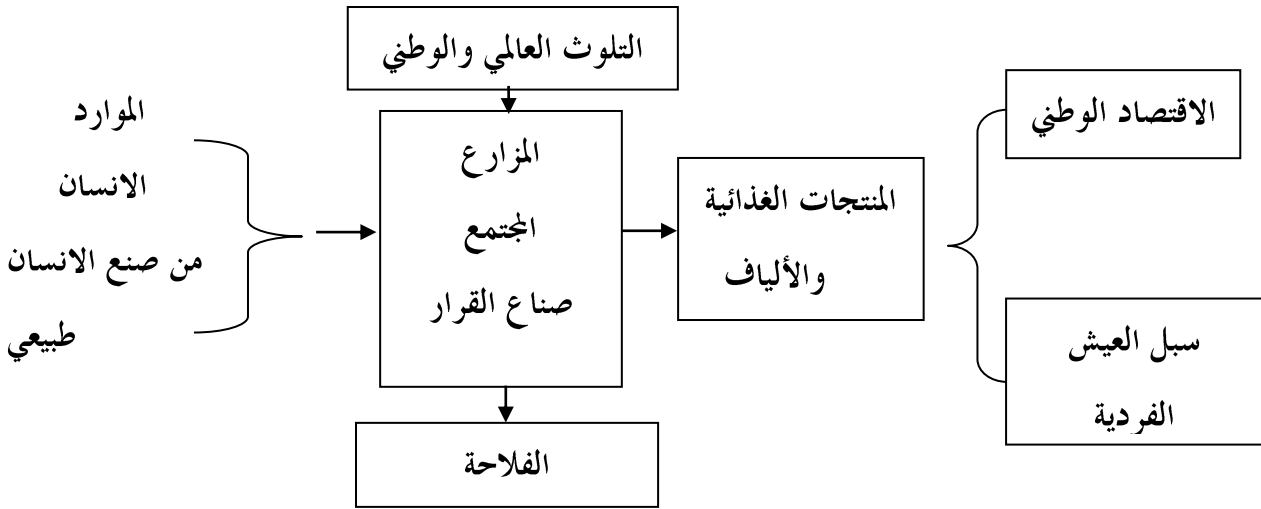 التلوث العالمي والوطني
الموارد
الانسان
من صنع الانسان
طبيعي
المزارع
المجتمع
صناع القرار
الفلاحة
المنتجات الغذائية
والألياف
الاقتصاد الوطني
سبل العيش
الفردية